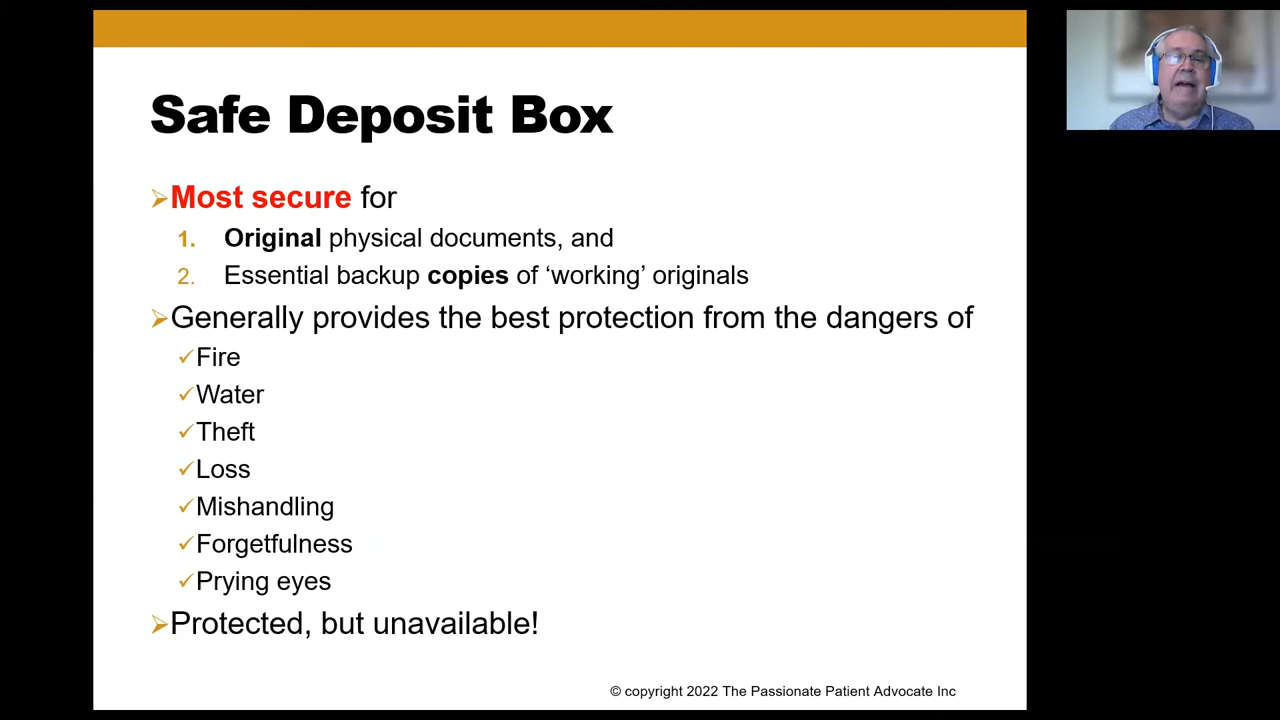 Safe Deposit Box
Most secure for
1. Original physical documents, and
2. Essential backup copies of ‘working’ originals
Generally provides the best protection from the dangers of
Fire
Water
Theft
Loss
Mishandling
Forgetfulness
Prying eyes
Protected, but unavailable!
© copyright 2022 The Passionate Patient Advocate Inc